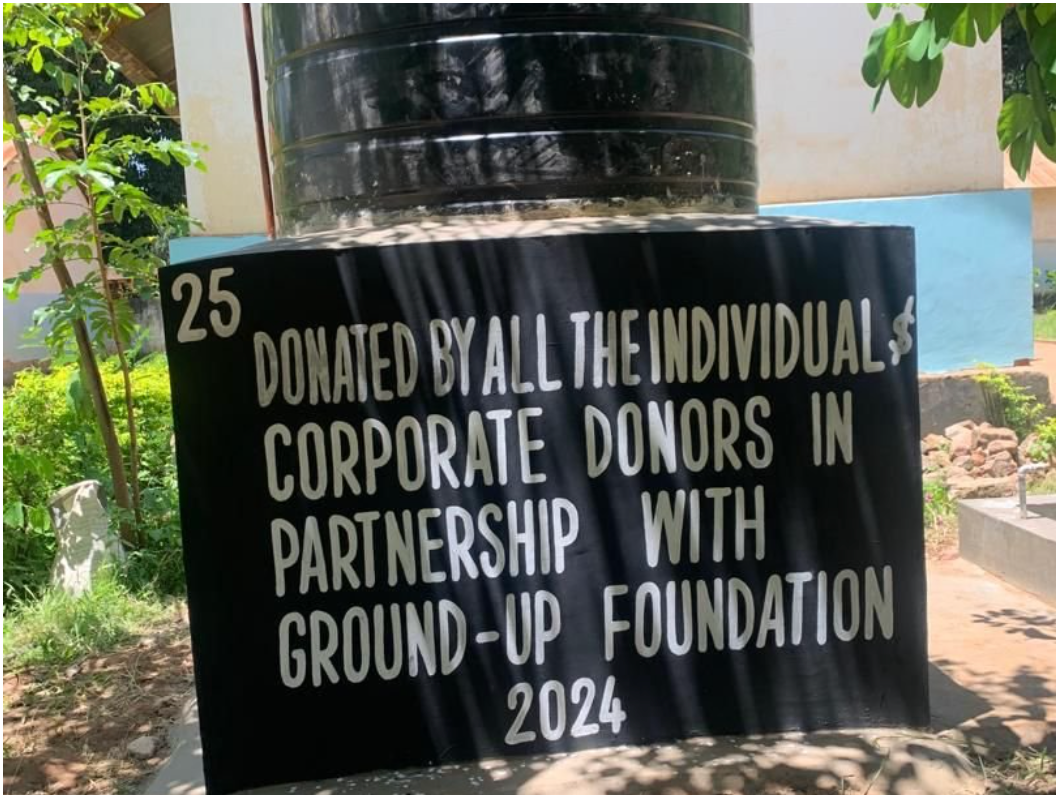 25
DONATED BY ALL THE INDIVIDUAL &
CORPORATE DONORS IN
PARTNERSHIP WITH
GROUND-UP FOUNDATION
2024